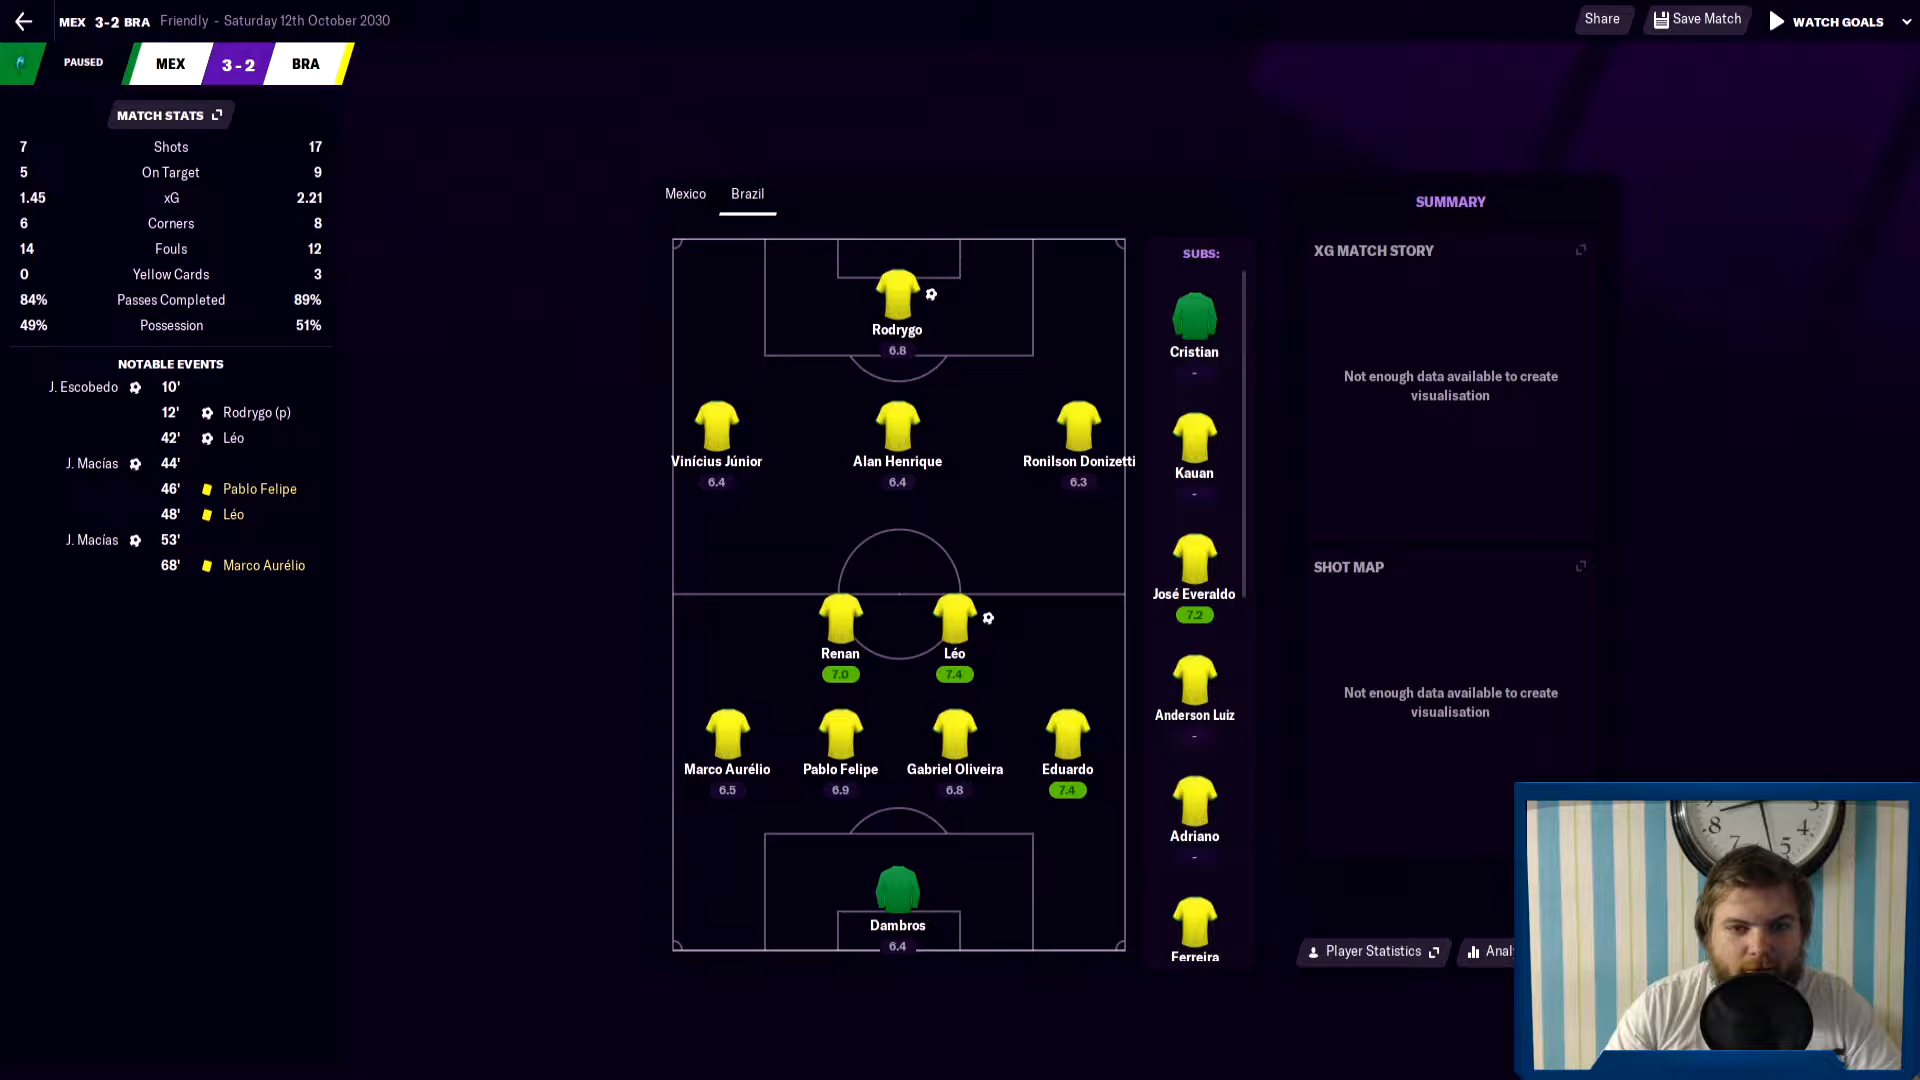 MEX 3-2 BRA Friendly - Saturday 12th October 2030
Share
Save Match
WATCH GOALS
PAUSED
MEX 3 - 2 BRA
MATCH STATS
7 Shots 17
5 On Target 9
1.45 xG 2.21
6 Corners 8
14 Fouls 12
0 Yellow Cards 3
84% Passes Completed 89%
49% Possession 51%
NOTABLE EVENTS
J. Escobedo 10'
12' Rodrygo (p)
42' Léo
J. Macías 44'
46' Pablo Felipe
48' Léo
J. Macías 53'
68' Marco Aurélio
Mexico Brazil
Rodrygo
6.8
Vinícius Júnior Alan Henrique Ronilson Donizetti
6.4 6.4 6.3
Renan Léo
7.0 7.4
Marco Aurélio Pablo Felipe Gabriel Oliveira Eduardo
6.5 6.9 6.8 7.4
Dambros
6.4
SUBS:
Cristian
-
Kauan
-
José Everaldo
7.2
Anderson Luiz
-
Adriano
-
Ferreira
SUMMARY
XG MATCH STORY
Not enough data available to create
visualisation
SHOT MAP
Not enough data available to create
visualisation
Player Statistics
Analy
8 7 5 4